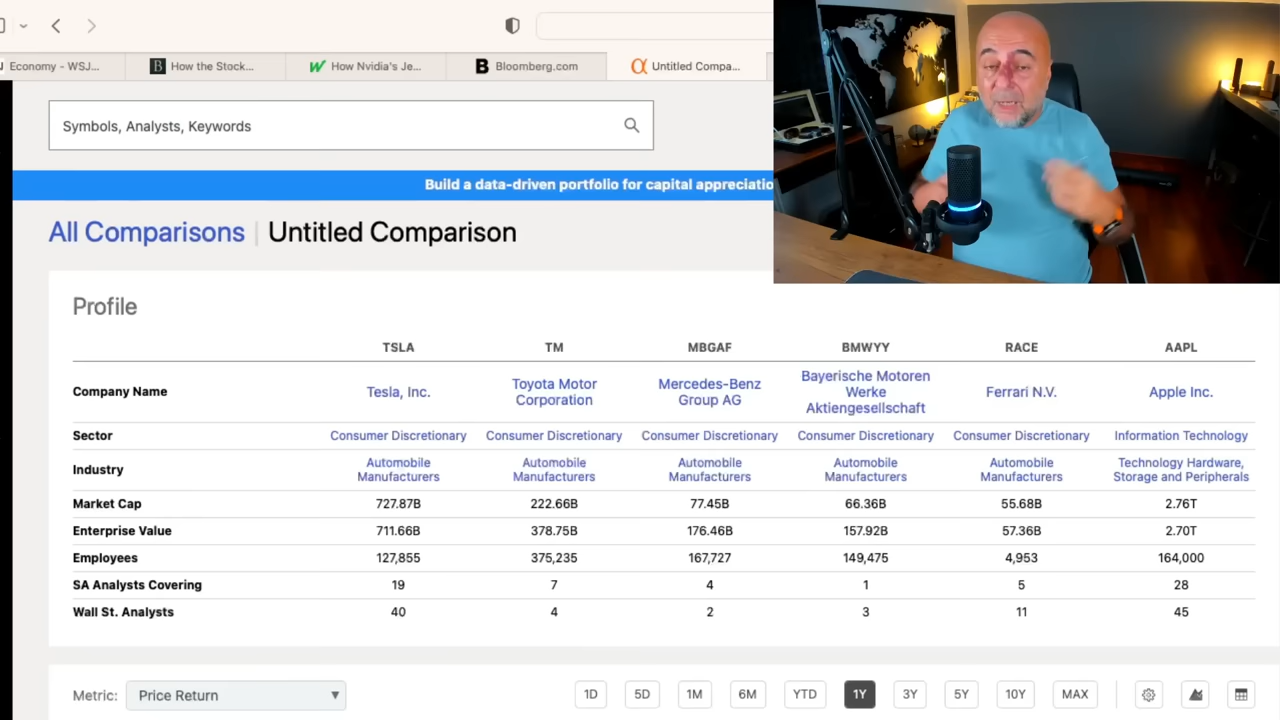 Economy - WSJ...
B How the Stock...
W How Nvidia's Je...
B Bloomberg.com
α Untitled Compa...
Symbols, Analysts, Keywords
Build a data-driven portfolio for capital appreciatio
All Comparisons | Untitled Comparison
Profile
TSLA TM MBGAF BMWYY RACE AAPL
Company Name Tesla, Inc. Toyota Motor Corporation Mercedes-Benz Group AG Bayerische Motoren Werke Aktiengesellschaft Ferrari N.V. Apple Inc.
Sector Consumer Discretionary Consumer Discretionary Consumer Discretionary Consumer Discretionary Consumer Discretionary Information Technology
Industry Automobile Manufacturers Automobile Manufacturers Automobile Manufacturers Automobile Manufacturers Automobile Manufacturers Technology Hardware, Storage and Peripherals
Market Cap 727.87B 222.66B 77.45B 66.36B 55.68B 2.76T
Enterprise Value 711.66B 378.75B 176.46B 157.92B 57.36B 2.70T
Employees 127,855 375,235 167,727 149,475 4,953 164,000
SA Analysts Covering 19 7 4 1 5 28
Wall St. Analysts 40 4 2 3 11 45
Metric: Price Return 1D 5D 1M 6M YTD 1Y 3Y 5Y 10Y MAX